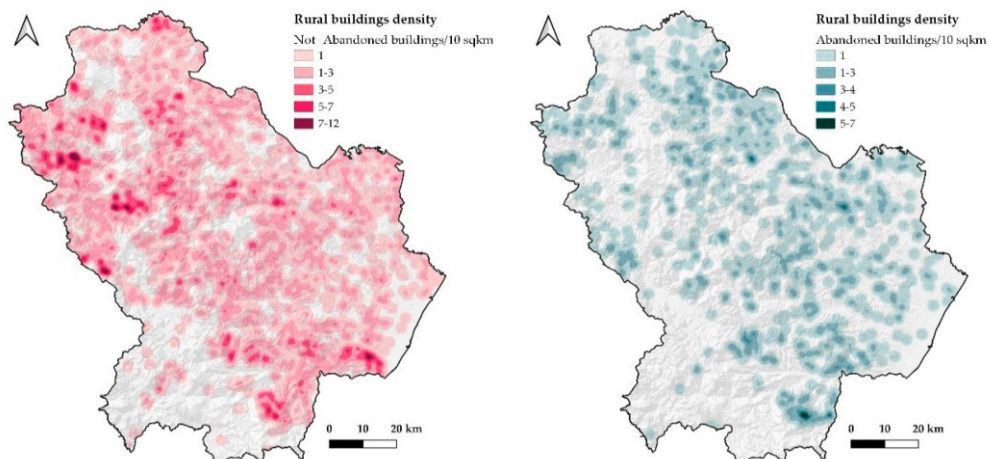 Rural buildings density
Not-Abandoned buildings/10 sqkm
1
1-3
3-5
5-7
7-12
0 10 20 km
Rural buildings density
Abandoned buildings/10 sqkm
1
1-3
3-4
4-5
5-7
0 10 20 km